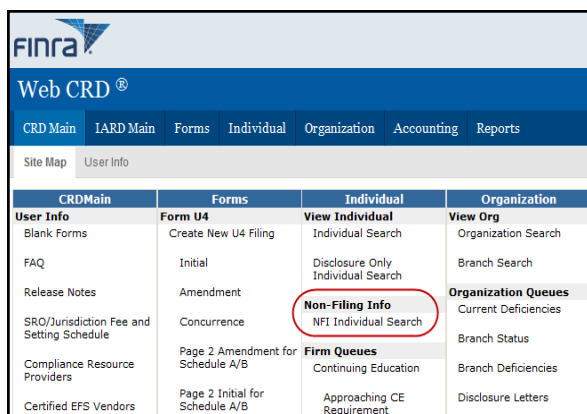 Finra
Web CRD ®
CRD Main IARD Main Forms Individual Organization Accounting Reports
Site Map User Info
CRDMain
User Info
Blank Forms
FAQ
Release Notes
SRO/Jurisdiction Fee and
Setting Schedule
Compliance Resource
Providers
Certified EFS Vendors
Forms
Form U4
Create New U4 Filing
Initial
Amendment
Concurrence
Page 2 Amendment for
Schedule A/B
Page 2 Initial for
Schedule A/B
Individual
View Individual
Individual Search
Disclosure Only
Individual Search
Non-Filing Info
NFI Individual Search
Firm Queues
Continuing Education
Approaching CE
Requirement
Organization
View Org
Organization Search
Branch Search
Organization Queues
Current Deficiencies
Branch Status
Branch Deficiencies
Disclosure Letters